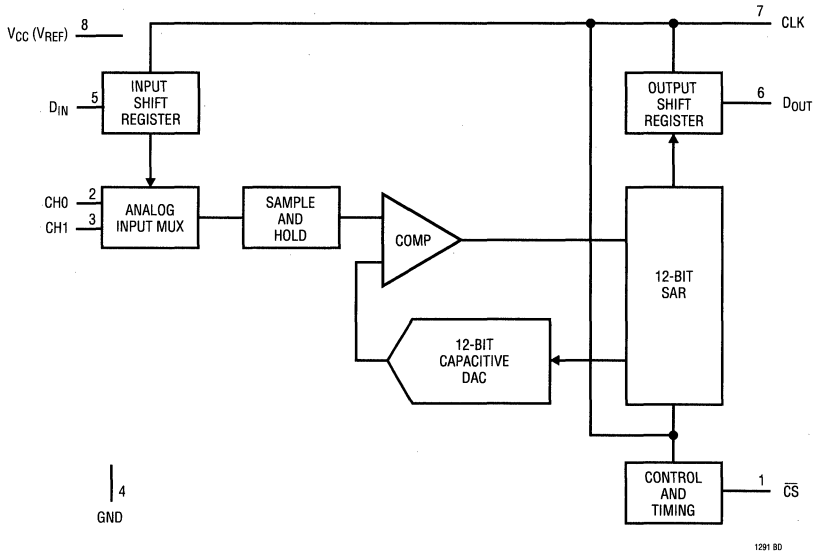 VCC (VREF) 8
7 CLK
INPUT
SHIFT
REGISTER
DIN 5
OUTPUT
SHIFT
REGISTER
6 DOUT
CH0 2
CH1 3
ANALOG
INPUT MUX
SAMPLE
AND
HOLD
COMP
12-BIT
SAR
12-BIT
CAPACITIVE
DAC
4
GND
CONTROL
AND
TIMING
1 C̅S̅
1291 BD